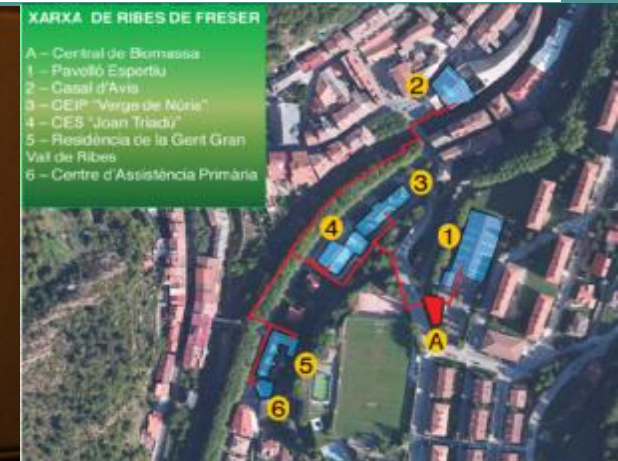 XARXA DE RIBES DE FRESER
A – Central de Biomassa
1 – Pavelló Esportiu
2 – Casal d'Avis
3 – CEIP "Verge de Núria"
4 – CES "Joan Triadú"
5 – Residència de la Gent Gran
Vall de Ribes
6 – Centre d'Assistència Primària
2
3
4
1
A
5
6